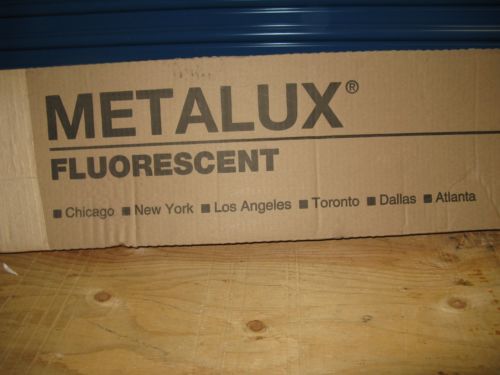 METALUX®
FLUORESCENT
■ Chicago ■ New York ■ Los Angeles ■ Toronto ■ Dallas ■ Atlanta